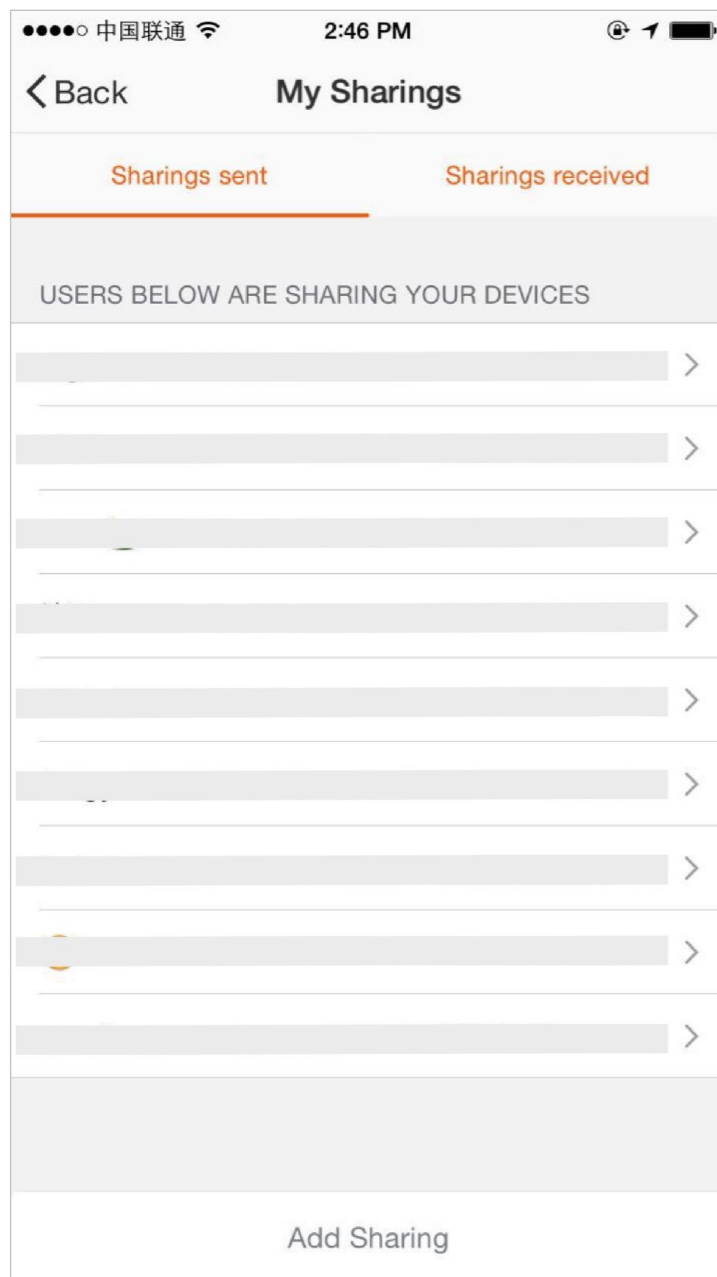 中国联通 2:46 PM
Back My Sharings
Sharings sent Sharings received
USERS BELOW ARE SHARING YOUR DEVICES
Add Sharing